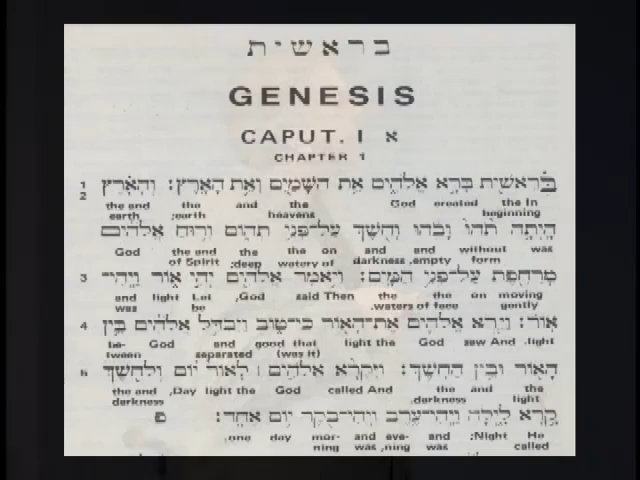 בראשית
GENESIS
CAPUT. I א
CHAPTER 1
1 בְּרֵאשִׁית בָּרָא אֱלֹהִים אֵת הַשָּׁמַיִם וְאֵת הָאָרֶץ: וְהָאָרֶץ
2 the and the and the God created the In
earth ;earth heavens beginning
הָיְתָה תֹהוּ וָבֹהוּ וְחֹשֶׁךְ עַל־פְּנֵי תְהוֹם וְרוּחַ אֱלֹהִים
God the and the the on and and without was
of Spirit ;deep watery of darkness ,empty form
3 מְרַחֶפֶת עַל־פְּנֵי הַמָּיִם: וַיֹּאמֶר אֱלֹהִים יְהִי אוֹר וַיְהִי־
and light Let ,God said Then the the on moving
was be .waters of face gently
4 אוֹר: וַיַּרְא אֱלֹהִים אֶת־הָאוֹר כִּי־טוֹב וַיַּבְדֵּל אֱלֹהִים בֵּין
be- God and good that light the God saw And .light
tween separated (was it)
5 הָאוֹר וּבֵין הַחֹשֶׁךְ: וַיִּקְרָא אֱלֹהִים ׀ לָאוֹר יוֹם וְלַחֹשֶׁךְ
the and ,Day light the God called And the and the
darkness .darkness light
קָרָא לָיְלָה וַיְהִי־עֶרֶב וַיְהִי־בֹקֶר יוֹם אֶחָד: פ
.one day mor- and eve- and ;Night He
ning was ,ning was called